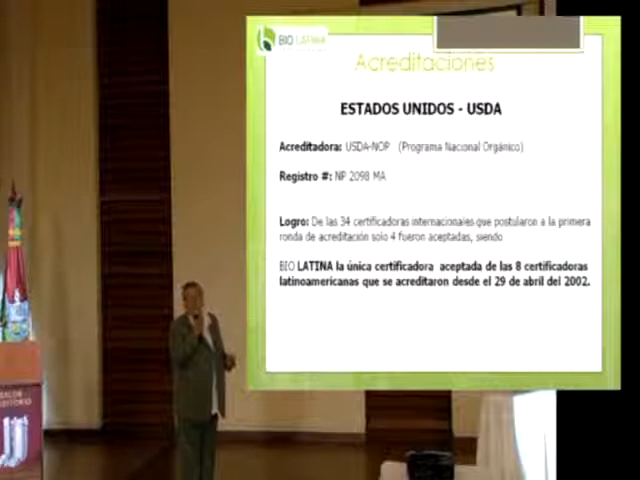 BIO LATINA
Acreditaciones
ESTADOS UNIDOS - USDA
Acreditadora: USDA-NOP (Programa Nacional Orgánico)
Registro #: NP 2098 MA
Logro: De las 34 certificadoras internacionales que postularon a la primera
ronda de acreditación solo 4 fueron aceptadas, siendo
BIO LATINA la única certificadora aceptada de las 8 certificadoras
latinoamericanas que se acreditaron desde el 29 de abril del 2002.